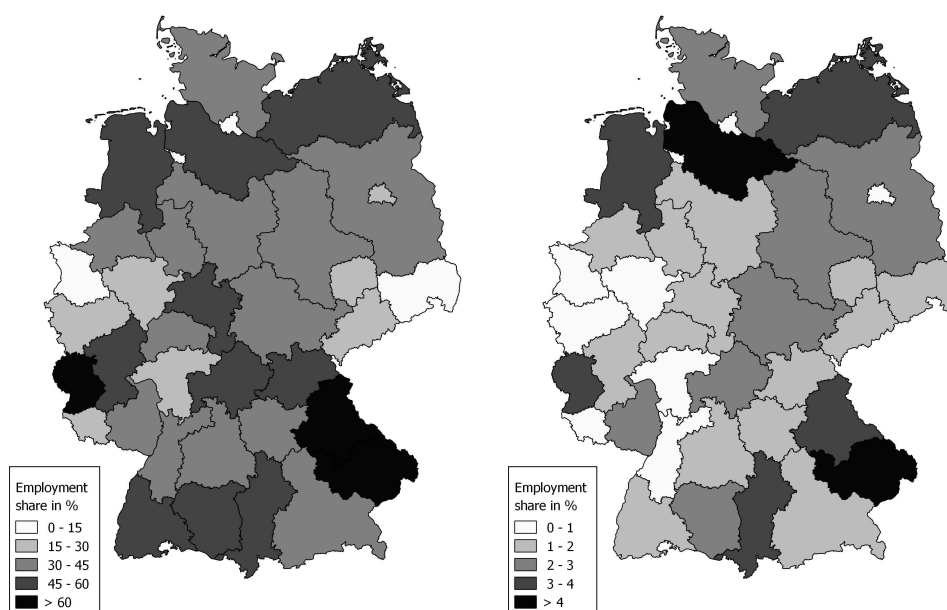 Employment
share in %
0 - 15
15 - 30
30 - 45
45 - 60
> 60
Employment
share in %
0 - 1
1 - 2
2 - 3
3 - 4
> 4